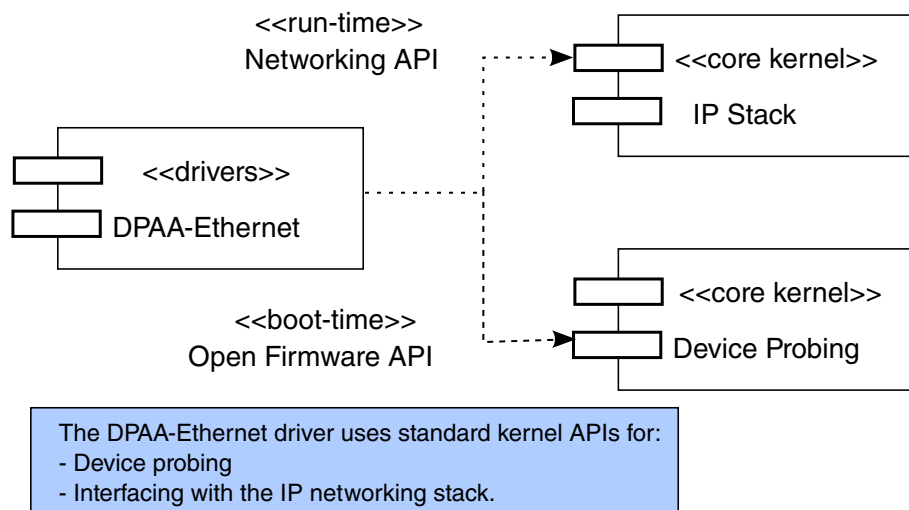 <<run-time>>
Networking API
<<core kernel>>
IP Stack
<<drivers>>
DPAA-Ethernet
<<core kernel>>
Device Probing
<<boot-time>>
Open Firmware API
The DPAA-Ethernet driver uses standard kernel APIs for:
- Device probing
- Interfacing with the IP networking stack.